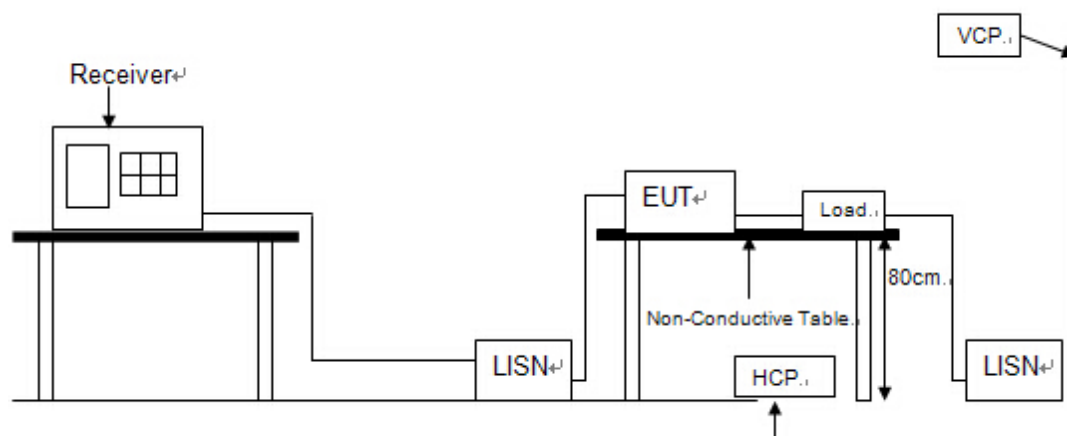 VCP.
Receiver
EUT
Load.
80cm.
Non-Conductive Table.
LISN
HCP.
LISN